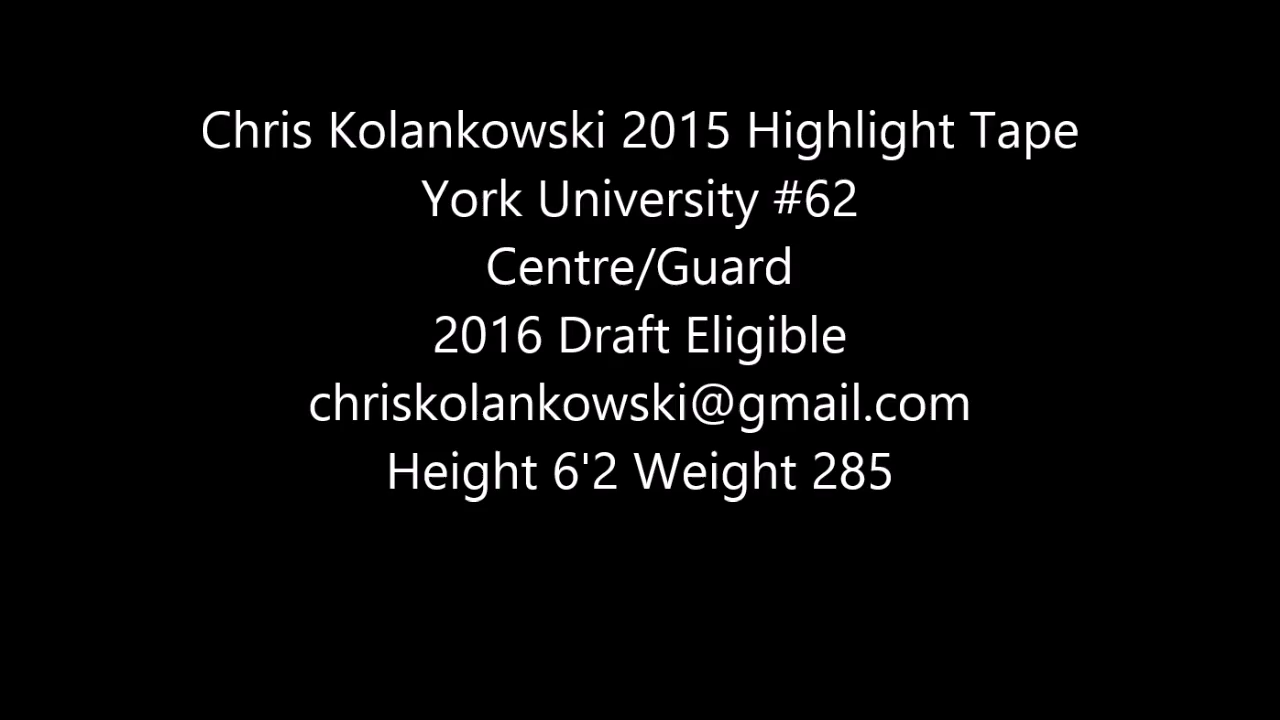 Chris Kolankowski 2015 Highlight Tape
York University #62
Centre/Guard
2016 Draft Eligible
chriskolankowski@gmail.com
Height 6'2 Weight 285